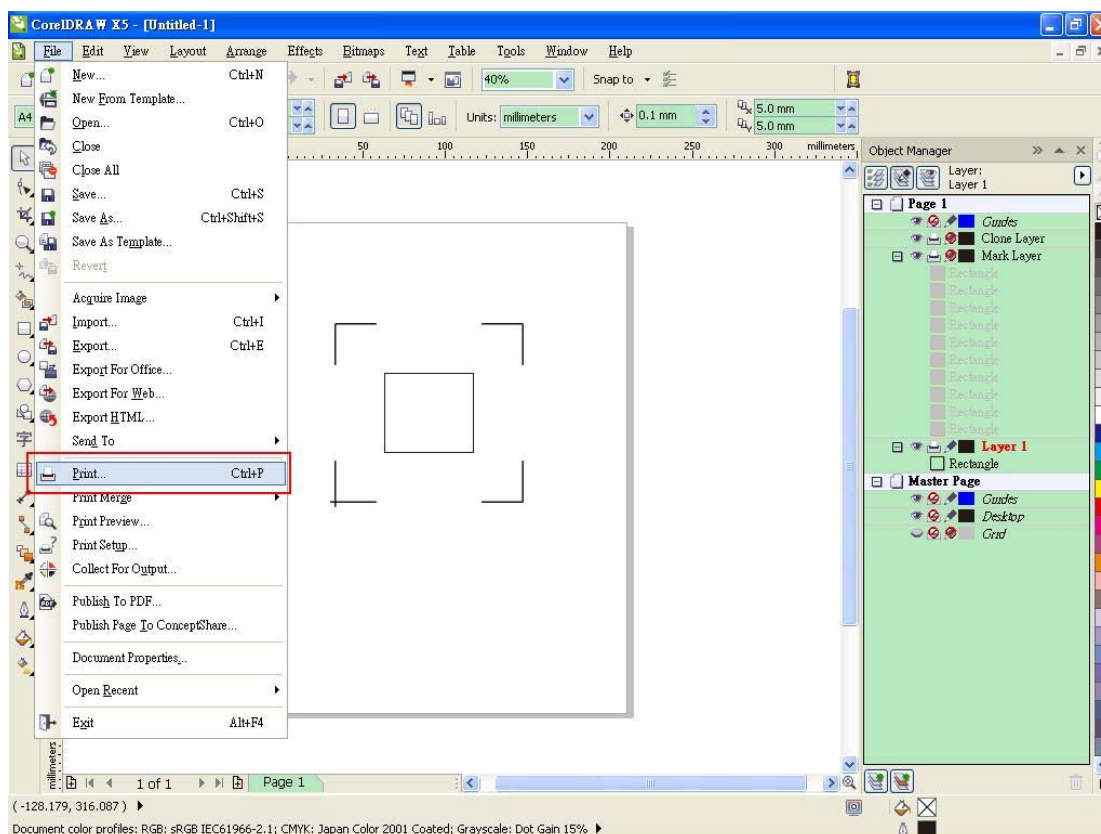 CorelDRAW X5 - [Untitled-1]
File Edit View Layout Arrange Effects Bitmaps Text Table Tools Window Help
40% Snap to
A4 Units: millimeters 0.1 mm 5.0 mm
5.0 mm
50 100 150 200 250 300 millimeters
New... Ctrl+N
New From Template...
Open... Ctrl+O
Close
Close All
Save... Ctrl+S
Save As... Ctrl+Shift+S
Save As Template...
Revert
Acquire Image
Import... Ctrl+I
Export... Ctrl+E
Export For Office...
Export For Web...
Export HTML...
Send To
Print... Ctrl+P
Print Merge
Print Preview...
Print Setup...
Collect For Output...
Publish To PDF...
Publish Page To ConceptShare...
Document Properties...
Open Recent
Exit Alt+F4
字
Object Manager
Layer:
Layer 1
Page 1
Guides
Clone Layer
Mark Layer
Rectangle
Rectangle
Rectangle
Rectangle
Rectangle
Rectangle
Rectangle
Rectangle
Rectangle
Rectangle
Layer 1
Rectangle
Master Page
Guides
Desktop
Grid
millimeters
1 of 1 Page 1
( -128.179, 316.087 )
Document color profiles: RGB: sRGB IEC61966-2.1; CMYK: Japan Color 2001 Coated; Grayscale: Dot Gain 15%